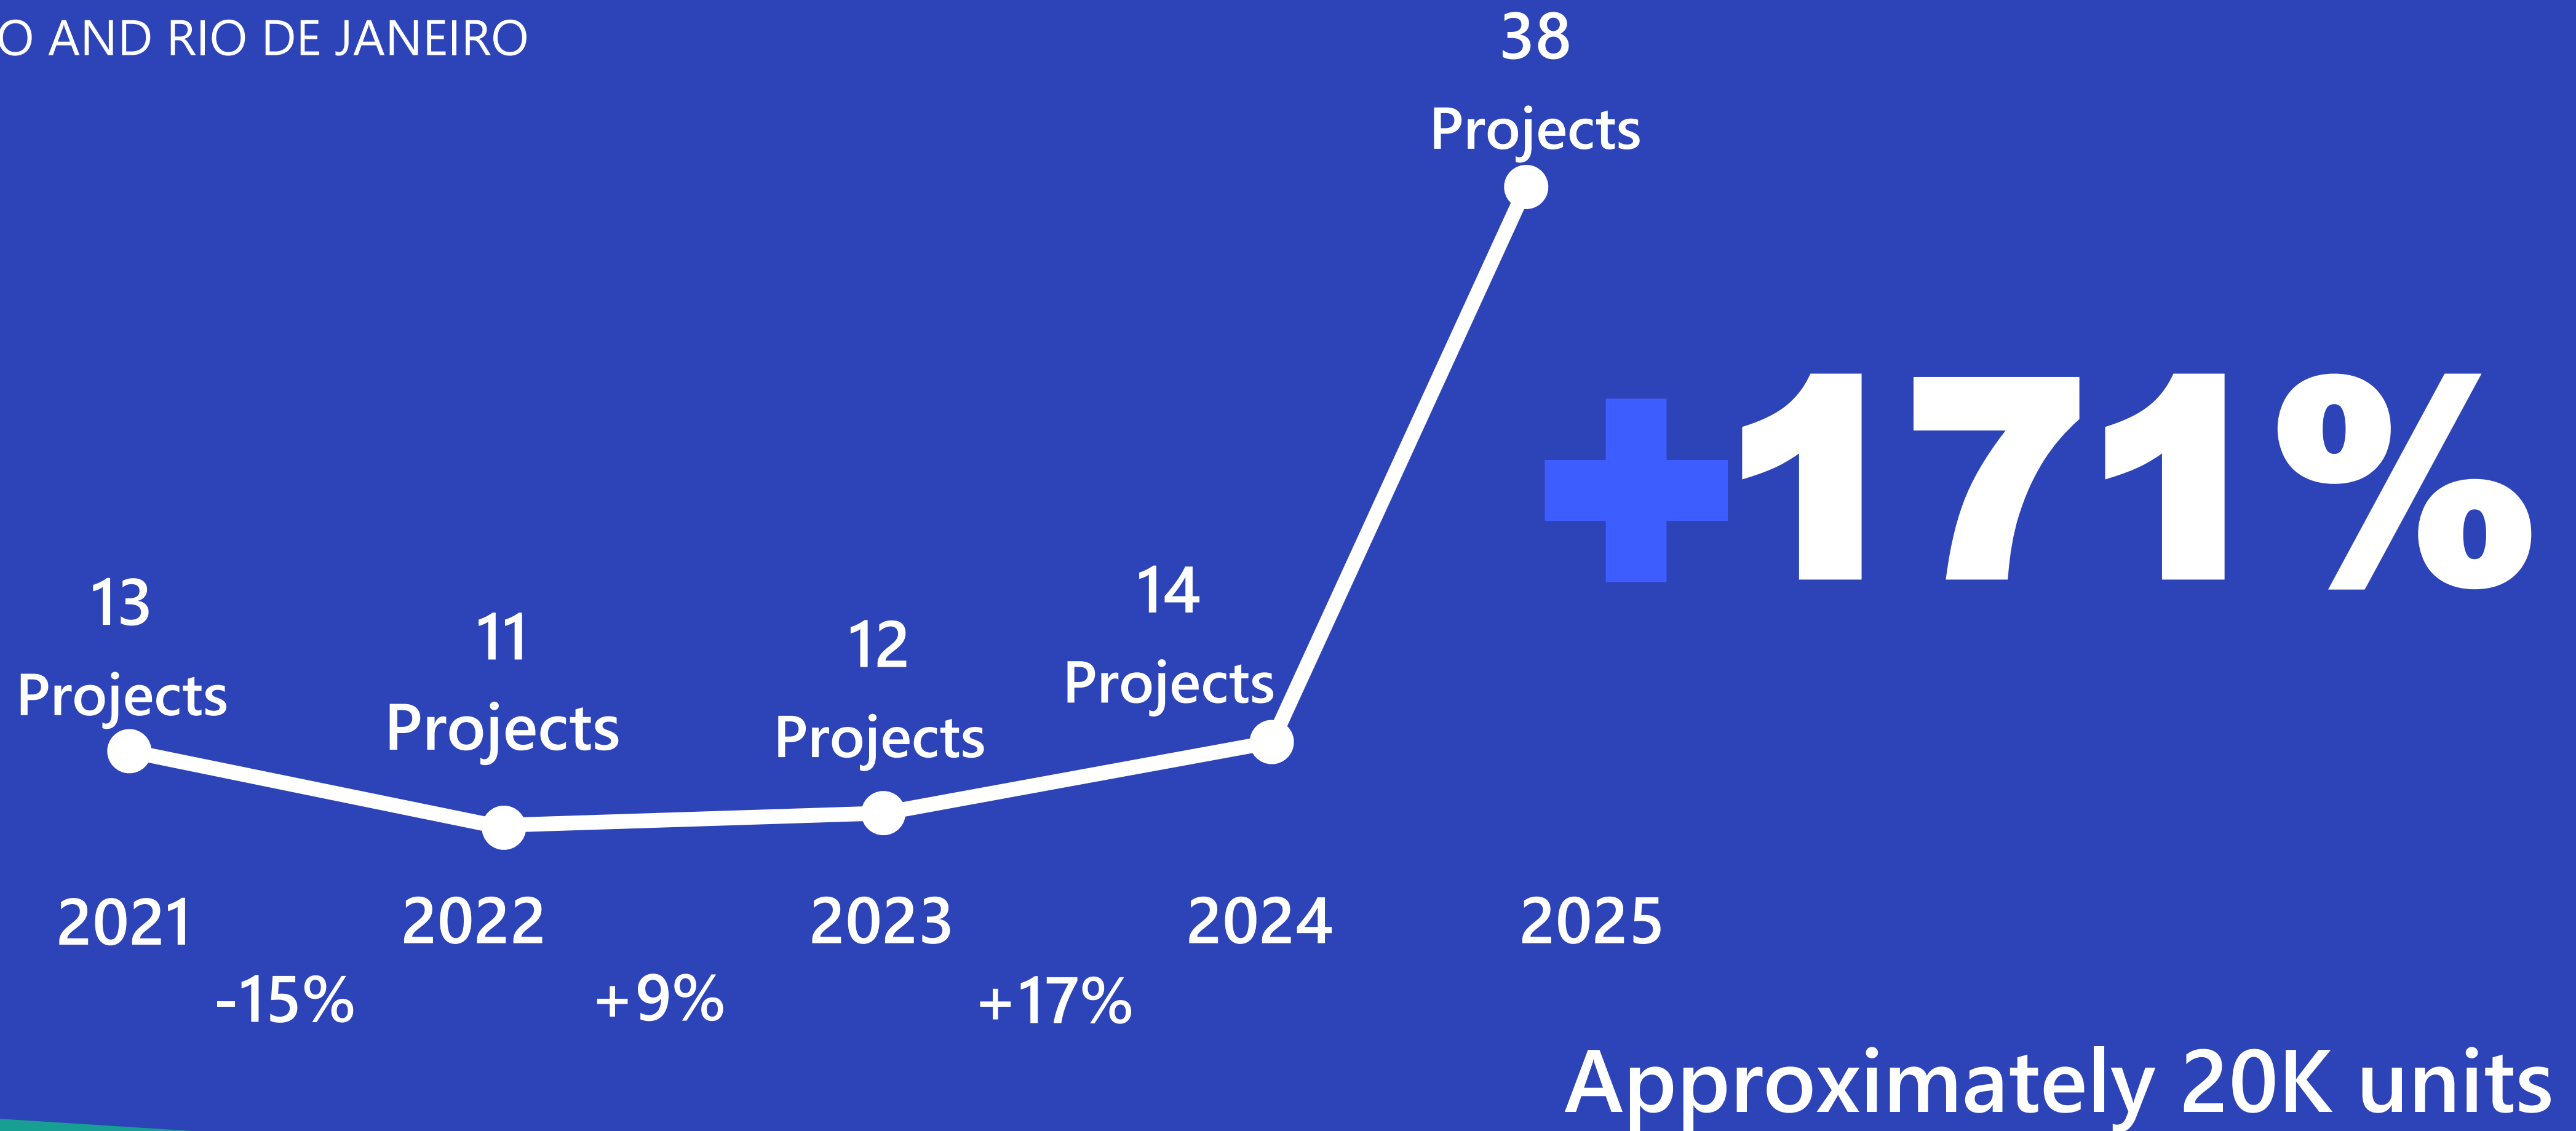 O AND RIO DE JANEIRO
38
Projects
+171%
13
Projects
11
Projects
12
Projects
14
Projects
2021 2022 2023 2024 2025
-15% +9% +17%
Approximately 20K units